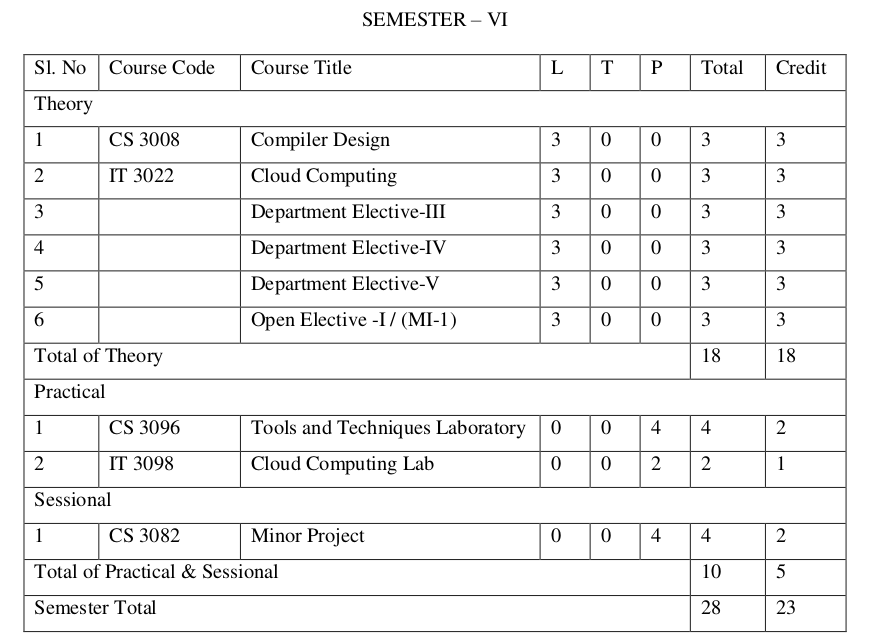 SEMESTER – VI
Sl. No Course Code Course Title L T P Total Credit
Theory
1 CS 3008 Compiler Design 3 0 0 3 3
2 IT 3022 Cloud Computing 3 0 0 3 3
3 Department Elective-III 3 0 0 3 3
4 Department Elective-IV 3 0 0 3 3
5 Department Elective-V 3 0 0 3 3
6 Open Elective -I / (MI-1) 3 0 0 3 3
Total of Theory 18 18
Practical
1 CS 3096 Tools and Techniques Laboratory 0 0 4 4 2
2 IT 3098 Cloud Computing Lab 0 0 2 2 1
Sessional
1 CS 3082 Minor Project 0 0 4 4 2
Total of Practical & Sessional 10 5
Semester Total 28 23